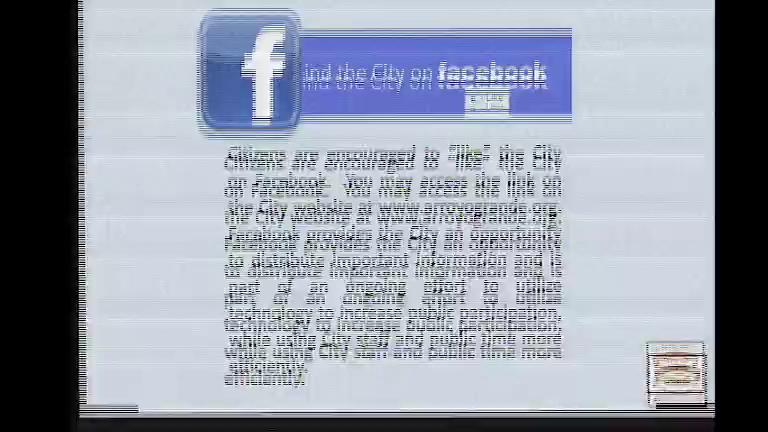 find the City on facebook
Citizens are encouraged to "like" the City
on Facebook. You may access the link on
the City website at www.arroyogrande.org.
Facebook provides the City an opportunity
to distribute important information and is
part of an ongoing effort to utilize
technology to increase public participation,
while using City staff and public time more
efficiently.